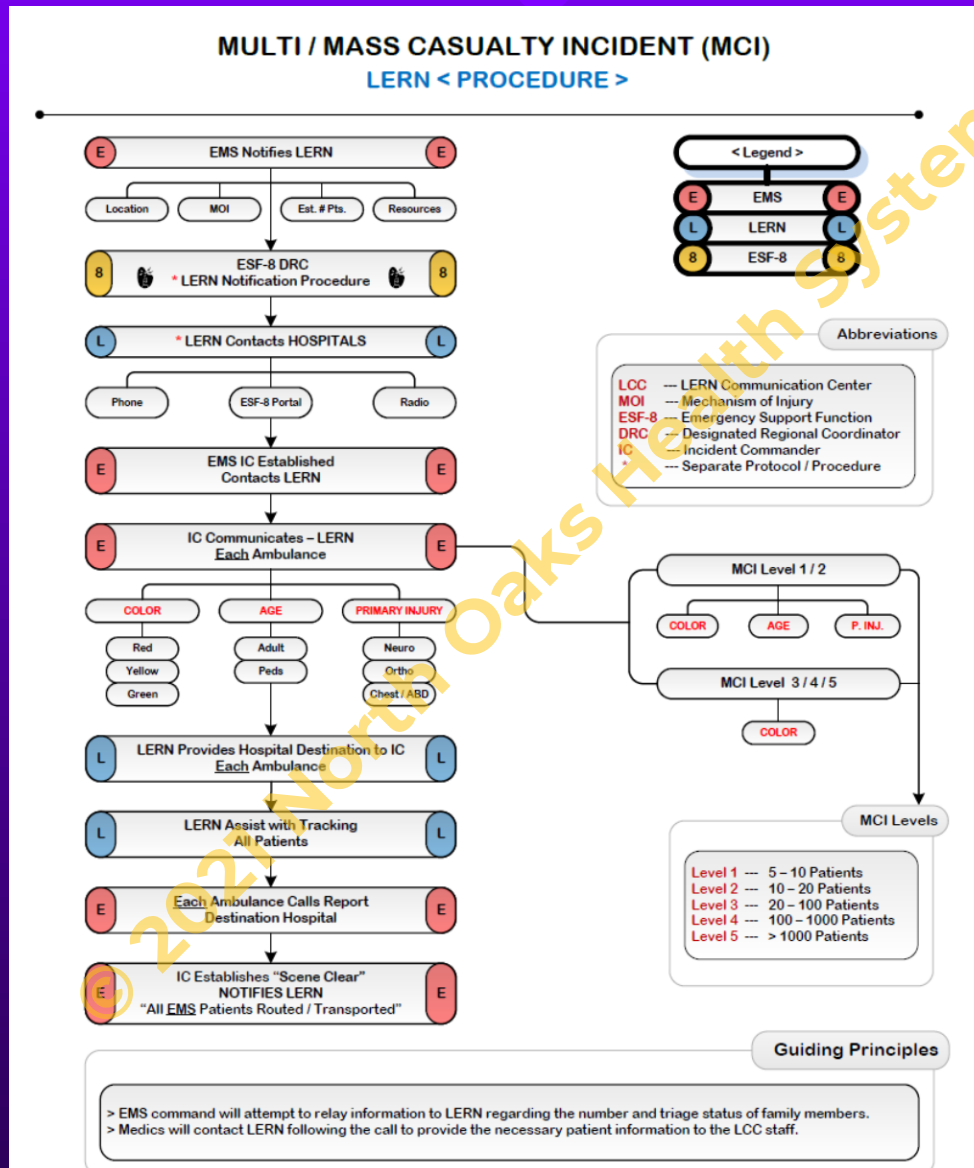 MULTI / MASS CASUALTY INCIDENT (MCI)
LERN < PROCEDURE >
E EMS Notifies LERN E
Location MOI Est. # Pts. Resources
8 ESF-8 DRC 8
* LERN Notification Procedure
L * LERN Contacts HOSPITALS L
Phone ESF-8 Portal Radio
E EMS IC Established E
Contacts LERN
E IC Communicates – LERN E
Each Ambulance
COLOR AGE PRIMARY INJURY
Red Adult Neuro
Yellow Peds Ortho
Green Chest / ABD
L LERN Provides Hospital Destination to IC L
Each Ambulance
L LERN Assist with Tracking L
All Patients
E Each Ambulance Calls Report E
Destination Hospital
E IC Establishes "Scene Clear" E
NOTIFIES LERN
"All EMS Patients Routed / Transported"
< Legend >
E EMS E
L LERN L
8 ESF-8 8
Abbreviations
LCC --- LERN Communication Center
MOI --- Mechanism of Injury
ESF-8 --- Emergency Support Function
DRC --- Designated Regional Coordinator
IC --- Incident Commander
* --- Separate Protocol / Procedure
MCI Level 1 / 2
COLOR AGE P. INJ.
MCI Level 3 / 4 / 5
COLOR
MCI Levels
Level 1 --- 5 – 10 Patients
Level 2 --- 10 – 20 Patients
Level 3 --- 20 – 100 Patients
Level 4 --- 100 – 1000 Patients
Level 5 --- > 1000 Patients
Guiding Principles
> EMS command will attempt to relay information to LERN regarding the number and triage status of family members.
> Medics will contact LERN following the call to provide the necessary patient information to the LCC staff.
© 2021 North Oaks Health System